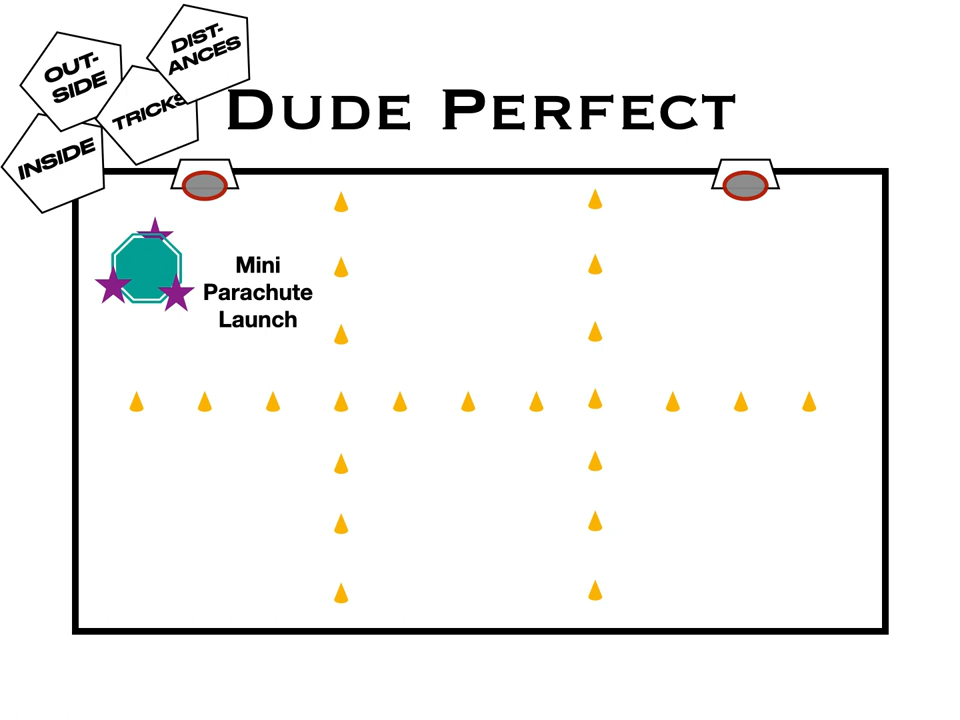 DIST-
ANCES
OUT-
SIDE
TRICKS
INSIDE
DUDE PERFECT
Mini
Parachute
Launch